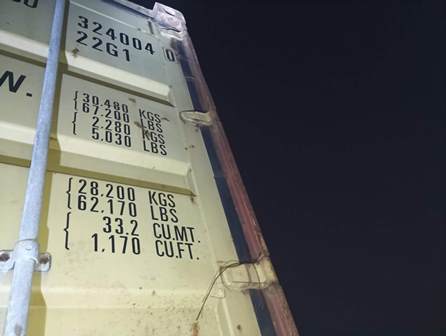 324004 0
22G1
W.
30.480 KGS
67.200 LBS
2.280 KGS
5.030 LBS
28.200 KGS
62.170 LBS
33.2 CU.MT.
1.170 CU.FT.